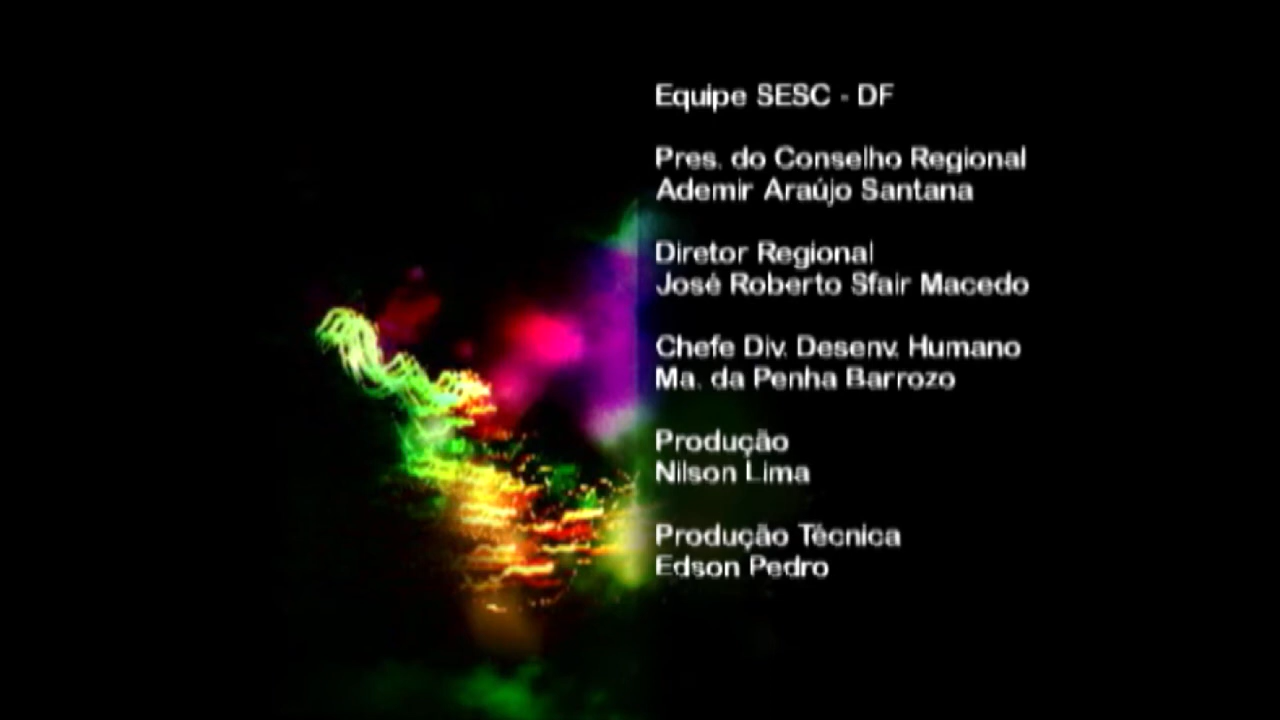 Equipe SESC - DF
Pres. do Conselho Regional
Ademir Araújo Santana
Diretor Regional
José Roberto Sfair Macedo
Chefe Div. Desenv. Humano
Ma. da Penha Barrozo
Produção
Nilson Lima
Produção Técnica
Edson Pedro